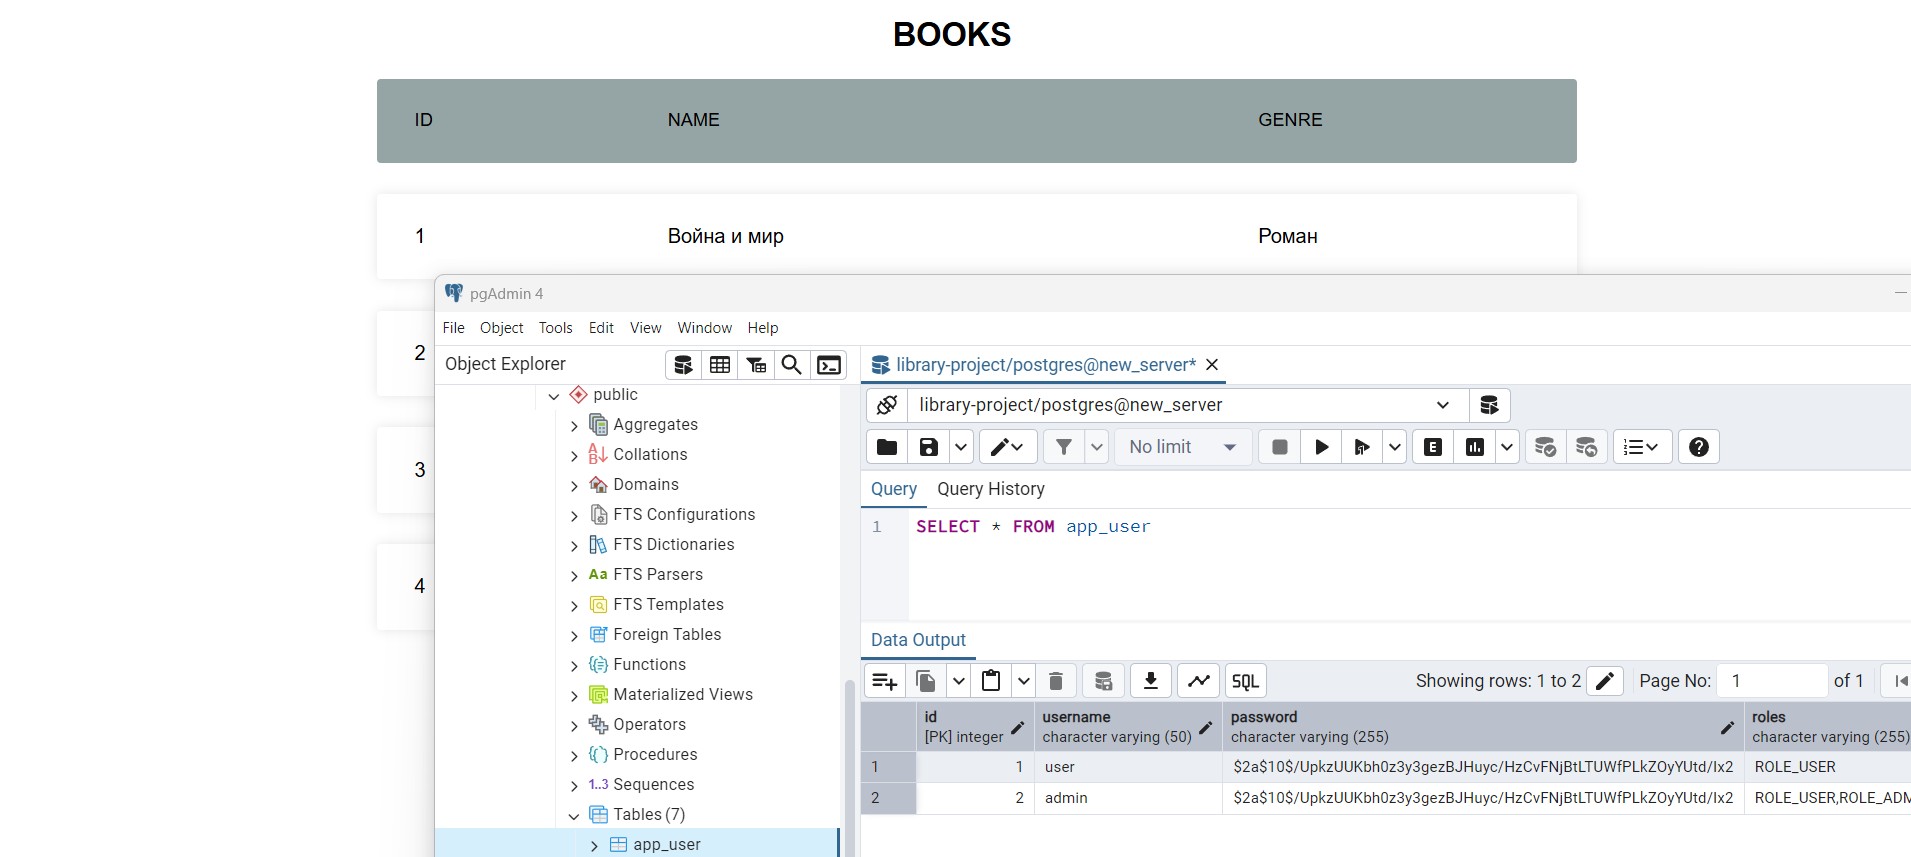 BOOKS
ID NAME GENRE
1 Война и мир Роман
2
3
4
pgAdmin 4
File Object Tools Edit View Window Help
Object Explorer
public
Aggregates
Collations
Domains
FTS Configurations
FTS Dictionaries
Aa FTS Parsers
FTS Templates
Foreign Tables
Functions
Materialized Views
Operators
Procedures
1..3 Sequences
Tables (7)
app_user
library-project/postgres@new_server*
library-project/postgres@new_server
No limit
E
Query Query History
1 SELECT * FROM app_user
Data Output
SQL Showing rows: 1 to 2 Page No: 1 of 1
id username password roles
[PK] integer character varying (50) character varying (255) character varying (255)
1 1 user $2a$10$/UpkzUUKbh0z3y3gezBJHuyc/HzCvFNjBtLTUWfPLkZOyYUtd/Ix2 ROLE_USER
2 2 admin $2a$10$/UpkzUUKbh0z3y3gezBJHuyc/HzCvFNjBtLTUWfPLkZOyYUtd/Ix2 ROLE_USER,ROLE_ADM